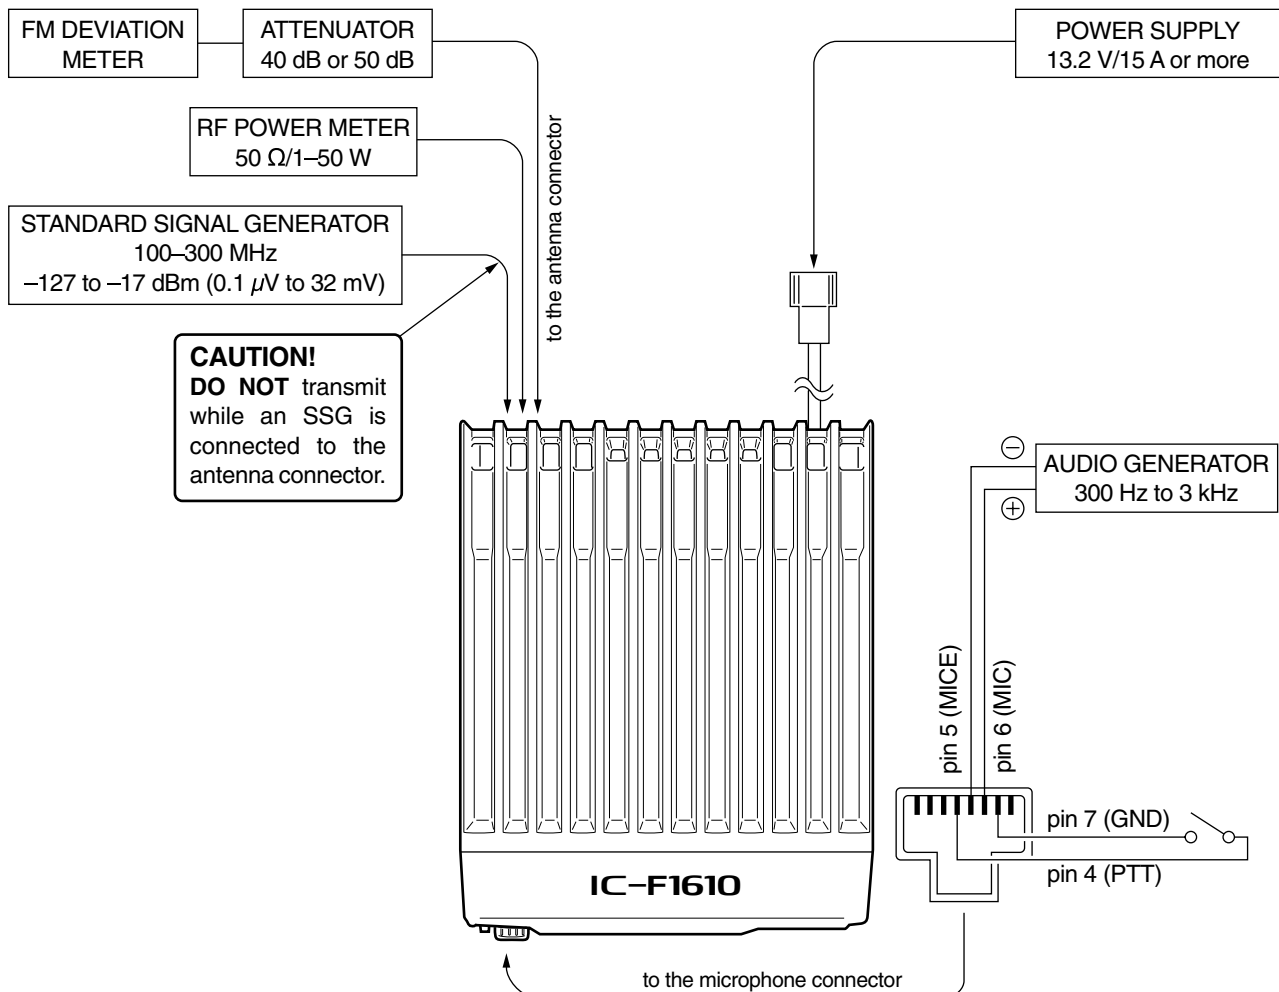 FM DEVIATION
METER
ATTENUATOR
40 dB or 50 dB
POWER SUPPLY
13.2 V/15 A or more
RF POWER METER
50 Ω/1–50 W
to the antenna connector
STANDARD SIGNAL GENERATOR
100–300 MHz
–127 to –17 dBm (0.1 µV to 32 mV)
CAUTION!
DO NOT transmit
while an SSG is
connected to the
antenna connector.
–
+
AUDIO GENERATOR
300 Hz to 3 kHz
pin 5 (MICE)
pin 6 (MIC)
pin 7 (GND)
pin 4 (PTT)
IC–F1610
to the microphone connector